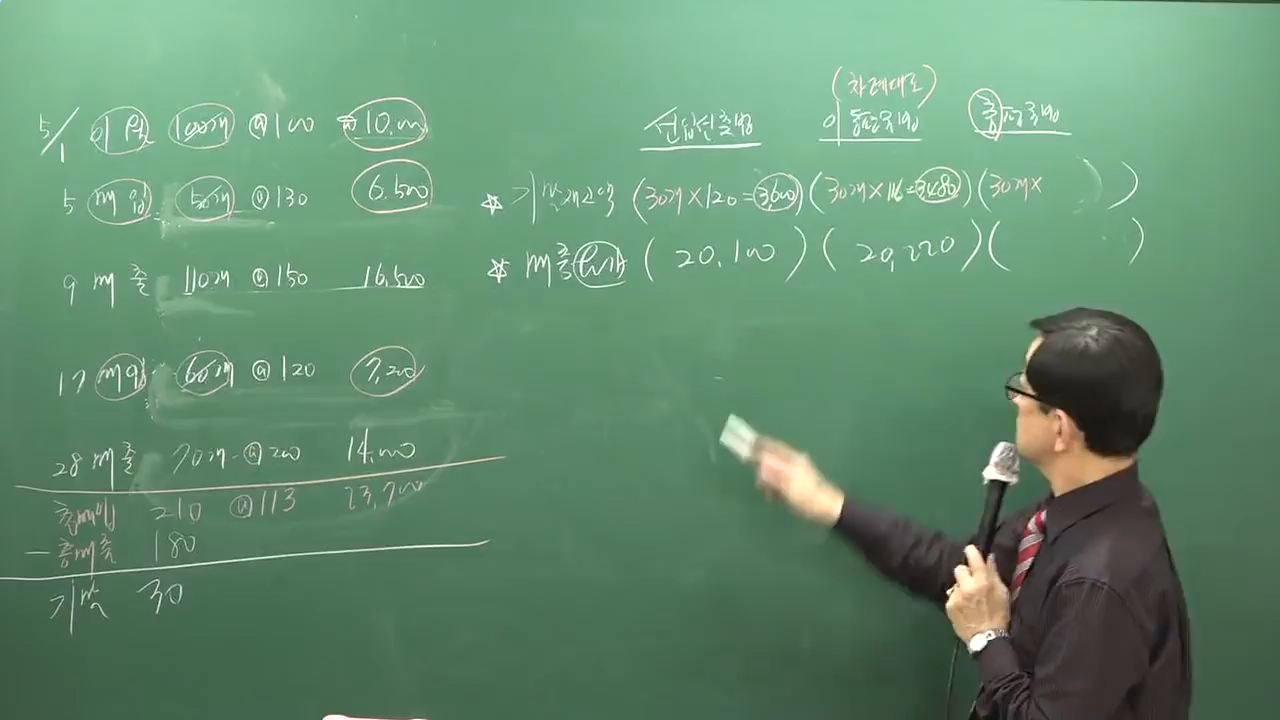 5/1 이월 100개 @100 10,000
5 매입 50개 @130 6,500
9 매출 110개 @150 16,500
17 매입 60개 @120 7,200
28 매출 70개 @200 14,000
총매입 210 @113 23,700
- 총매출 180
기말 30
(차례대로)
선입선출법 이동평균법 총평균법
☆ 기말재고액 (30개×120=3600) (30개×116=3480) (30개× )
☆ 매출원가 (20,100) (20,220) ( )